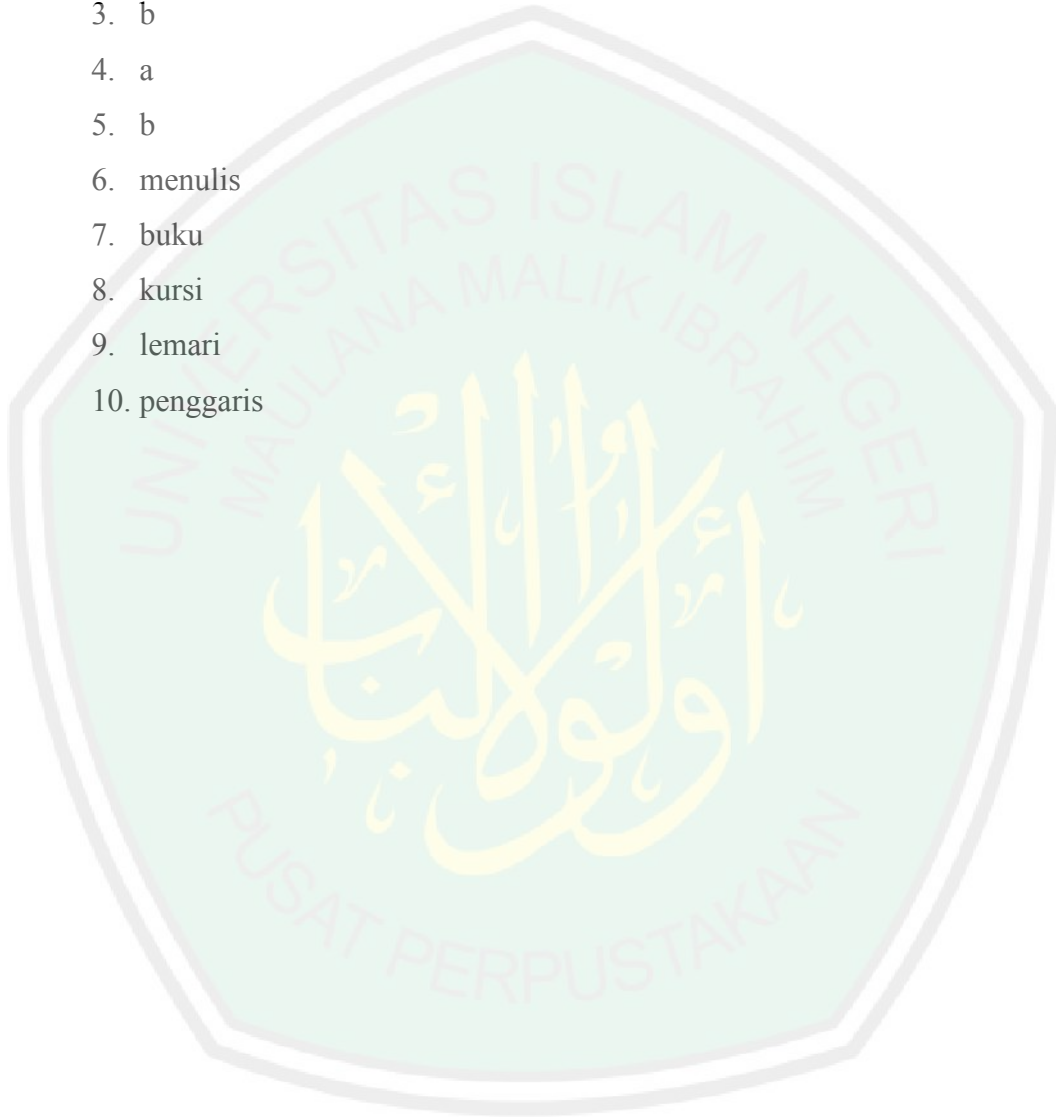 3. b
4. a
5. b
6. menulis
7. buku
8. kursi
9. lemari
10. penggaris
UNIVERSITAS ISLAM NEGERI
MAULANA MALIK IBRAHIM
أولوا الألباب
PUSAT PERPUSTAKAAN